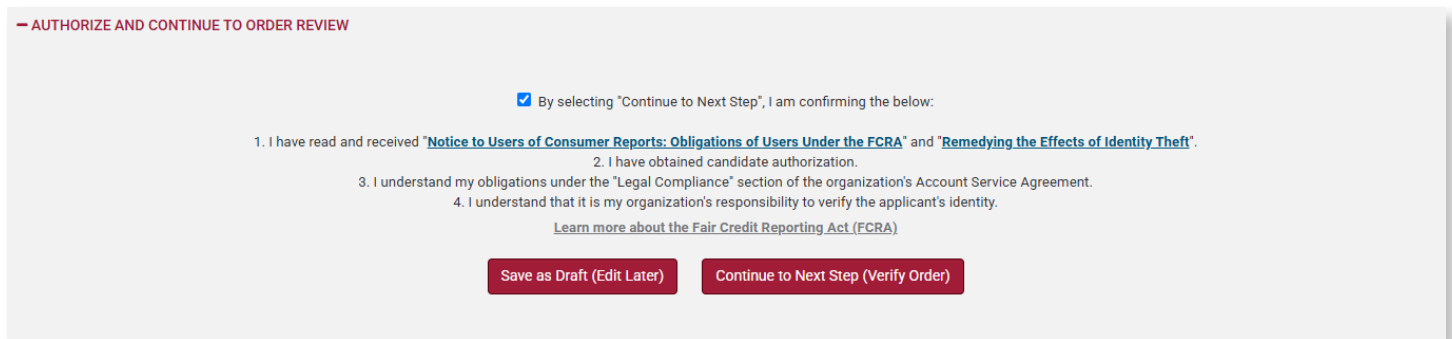 − AUTHORIZE AND CONTINUE TO ORDER REVIEW
By selecting "Continue to Next Step", I am confirming the below:
1. I have read and received "Notice to Users of Consumer Reports: Obligations of Users Under the FCRA" and "Remedying the Effects of Identity Theft".
2. I have obtained candidate authorization.
3. I understand my obligations under the "Legal Compliance" section of the organization's Account Service Agreement.
4. I understand that it is my organization's responsibility to verify the applicant's identity.
Learn more about the Fair Credit Reporting Act (FCRA)
Save as Draft (Edit Later) Continue to Next Step (Verify Order)